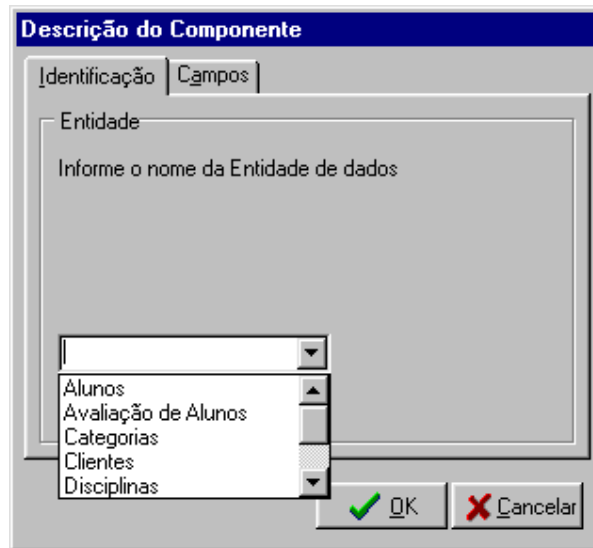 Descrição do Componente
Identificação Campos
Entidade
Informe o nome da Entidade de dados
Alunos
Avaliação de Alunos
Categorias
Clientes
Disciplinas
OK Cancelar